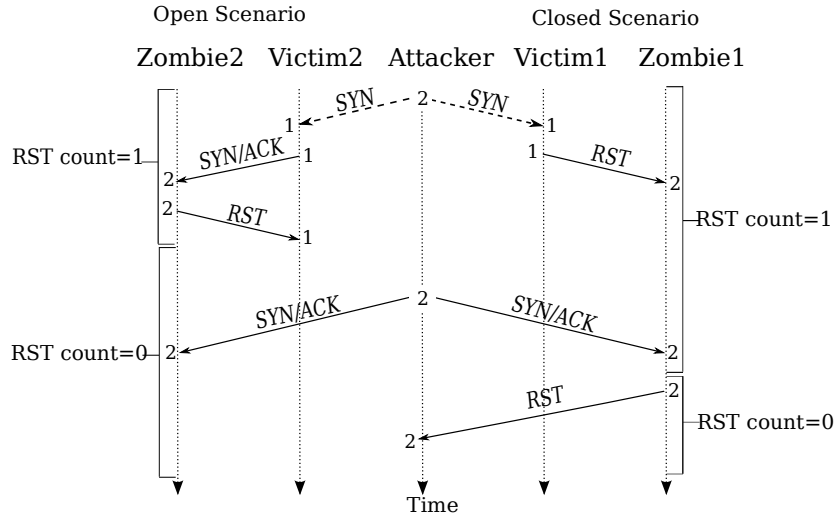 Open Scenario
Closed Scenario
Zombie2 Victim2 Attacker Victim1 Zombie1
SYN 2 SYN
1 1
RST count=1 SYN/ACK 1 1 RST
2 2
2 RST 1
RST count=1
SYN/ACK 2 SYN/ACK
RST count=0 2 2
RST 2
2 RST count=0
Time